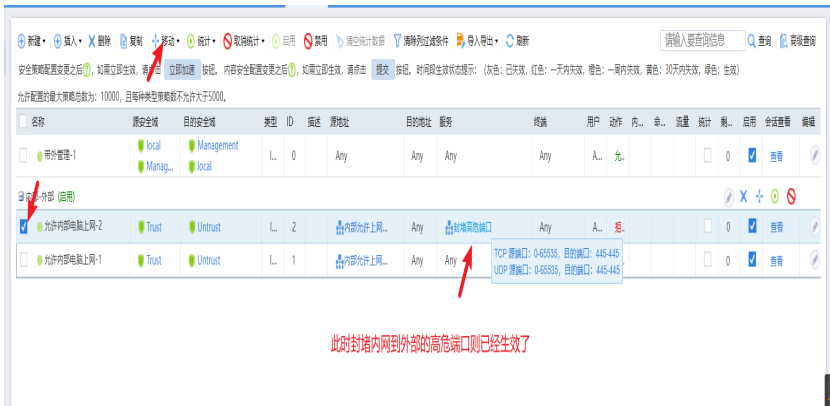 新建 插入 删除 复制 移动 统计 取消统计 启用 禁用 清空统计数据 清除列过滤条件 导入导出 刷新 请输入要查询信息 查询 高级查询
安全策略配置变更之后?，如需立即生效，请点击 立即加速 按钮。 内容安全配置变更之后?，如需立即生效，请点击 提交 按钮。 时间段生效状态提示： (灰色：已失效, 红色：一天内失效, 橙色：一周内失效, 黄色：30天内失效, 绿色：生效)
允许配置的最大策略总数为：10000，且每种类型策略数不允许大于5000。
名称 源安全域 目的安全域 类型 ID 描述 源地址 目的地址 服务 终端 用户 动作 内... 命... 流量 统计 剩... 启用 会话查看 编辑
带外管理-1 local Management I... 0 Any Any Any Any A... 允. 0 查看
Manag... local
(启用)
允许内部电脑上网-2 Trust Untrust I... 2 内部允许上网... Any 封堵高危端口 Any A... 拒. 0 查看
TCP 源端口：0-65535，目的端口：445-445
UDP 源端口：0-65535，目的端口：445-445
允许内部电脑上网-1 Trust Untrust I... 1 内部允许上网... Any Any 0 查看
此时封堵内网到外部的高危端口则已经生效了